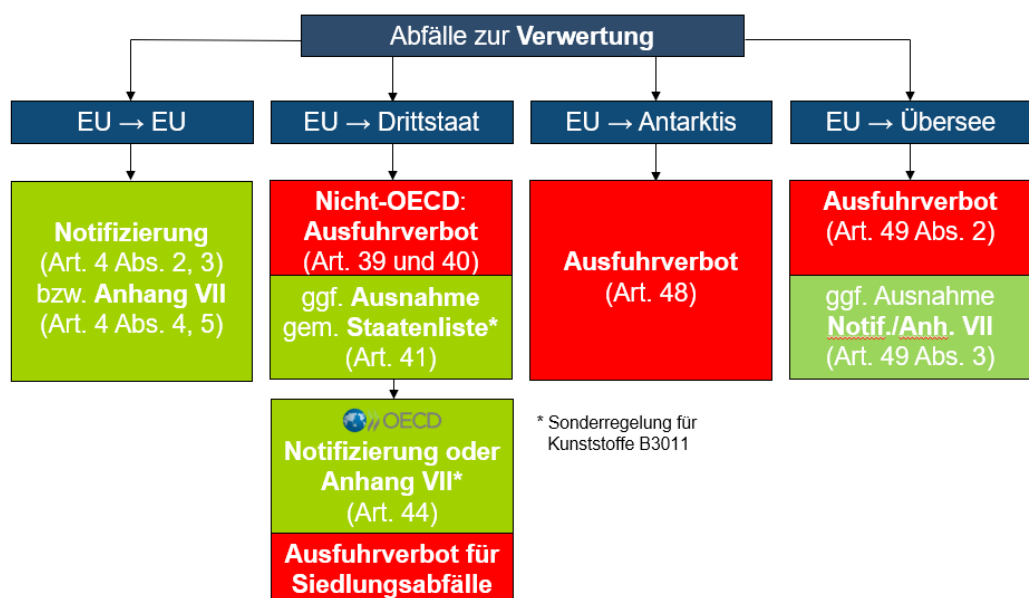 Abfälle zur Verwertung
EU → EU
EU → Drittstaat
EU → Antarktis
EU → Übersee
Notifizierung
(Art. 4 Abs. 2, 3)
bzw. Anhang VII
(Art. 4 Abs. 4, 5)
Nicht-OECD:
Ausfuhrverbot
(Art. 39 und 40)
ggf. Ausnahme
gem. Staatenliste*
(Art. 41)
OECD
Notifizierung oder
Anhang VII*
(Art. 44)
Ausfuhrverbot für
Siedlungsabfälle
Ausfuhrverbot
(Art. 48)
* Sonderregelung für
Kunststoffe B3011
Ausfuhrverbot
(Art. 49 Abs. 2)
ggf. Ausnahme
Notif./Anh. VII
(Art. 49 Abs. 3)